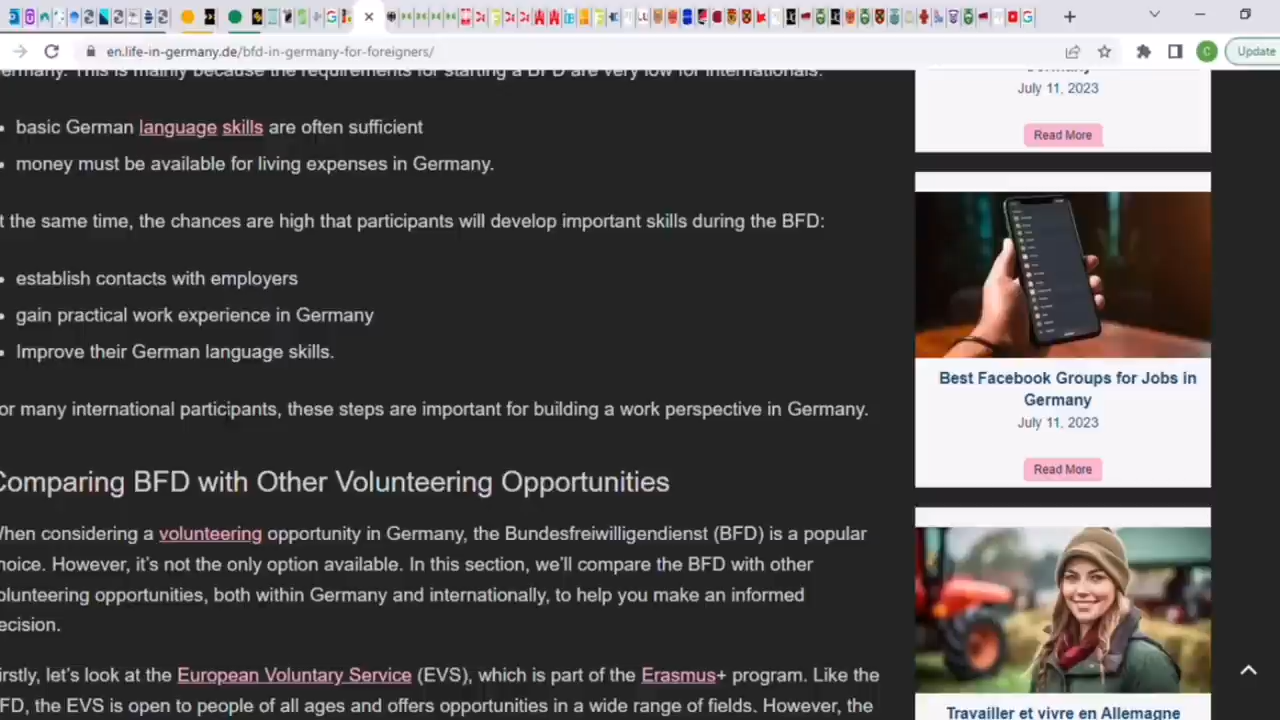 en.life-in-germany.de/bfd-in-germany-for-foreigners/
C
Update
ermany. This is mainly because the requirements for starting a BFD are very low for internationals:
basic German language skills are often sufficient
money must be available for living expenses in Germany.
t the same time, the chances are high that participants will develop important skills during the BFD:
establish contacts with employers
gain practical work experience in Germany
Improve their German language skills.
or many international participants, these steps are important for building a work perspective in Germany.
Comparing BFD with Other Volunteering Opportunities
When considering a volunteering opportunity in Germany, the Bundesfreiwilligendienst (BFD) is a popular
hoice. However, it's not the only option available. In this section, we'll compare the BFD with other
olunteering opportunities, both within Germany and internationally, to help you make an informed
ecision.
irstly, let's look at the European Voluntary Service (EVS), which is part of the Erasmus+ program. Like the
FD, the EVS is open to people of all ages and offers opportunities in a wide range of fields. However, the
Germany
July 11, 2023
Read More
Best Facebook Groups for Jobs in
Germany
July 11, 2023
Read More
Travailler et vivre en Allemagne